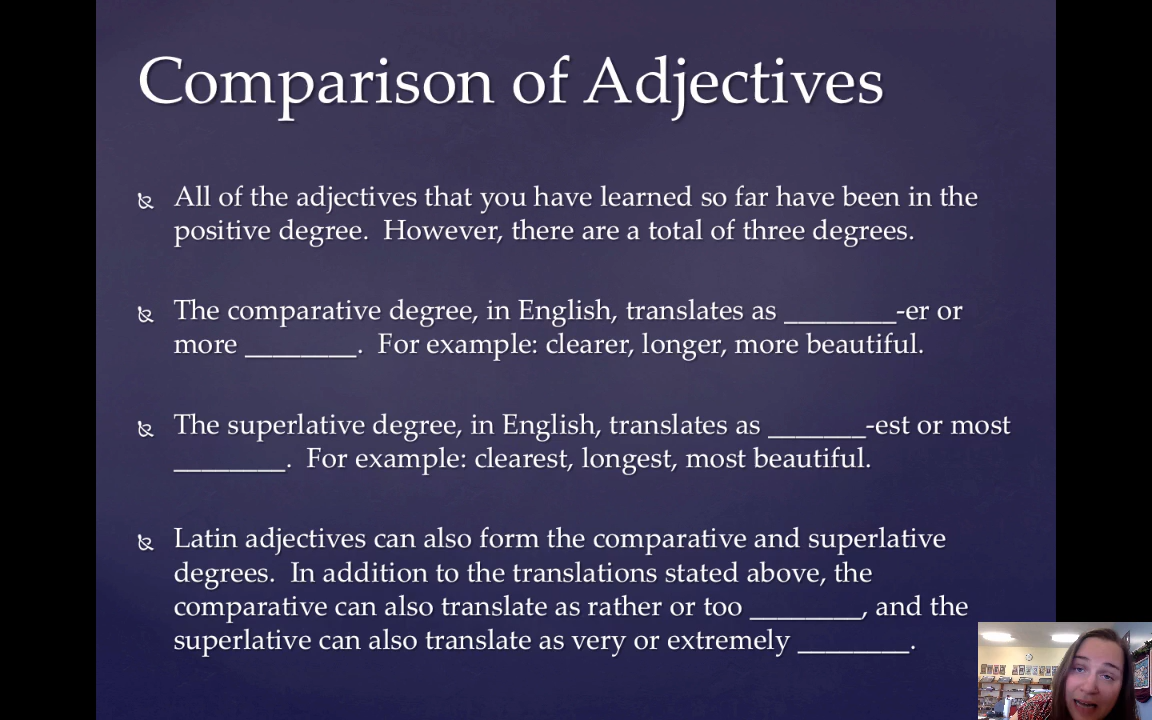 Comparison of Adjectives
All of the adjectives that you have learned so far have been in the
positive degree.  However, there are a total of three degrees.
The comparative degree, in English, translates as ________-er or
more ________.  For example: clearer, longer, more beautiful.
The superlative degree, in English, translates as _______-est or most
________.  For example: clearest, longest, most beautiful.
Latin adjectives can also form the comparative and superlative
degrees.  In addition to the translations stated above, the
comparative can also translate as rather or too ________, and the
superlative can also translate as very or extremely ________.